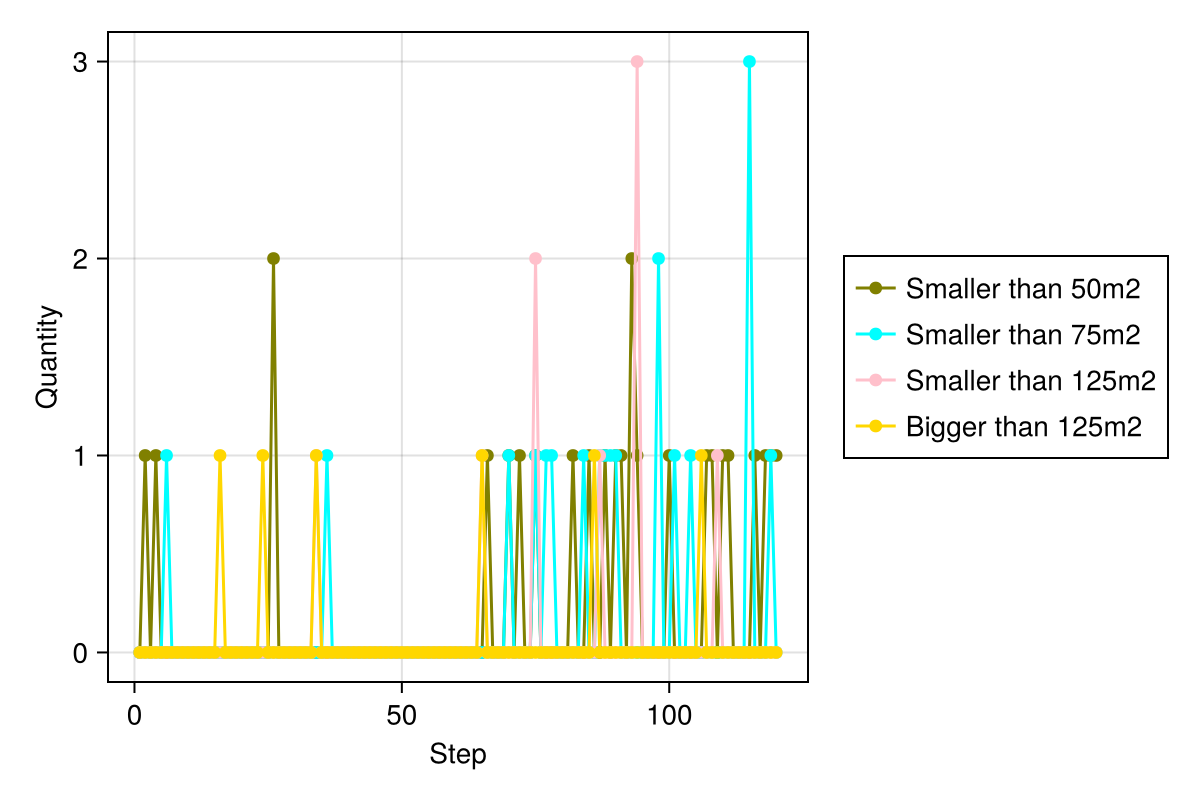 3
2
1
0
Quantity
0
50
100
Step
Smaller than 50m2
Smaller than 75m2
Smaller than 125m2
Bigger than 125m2